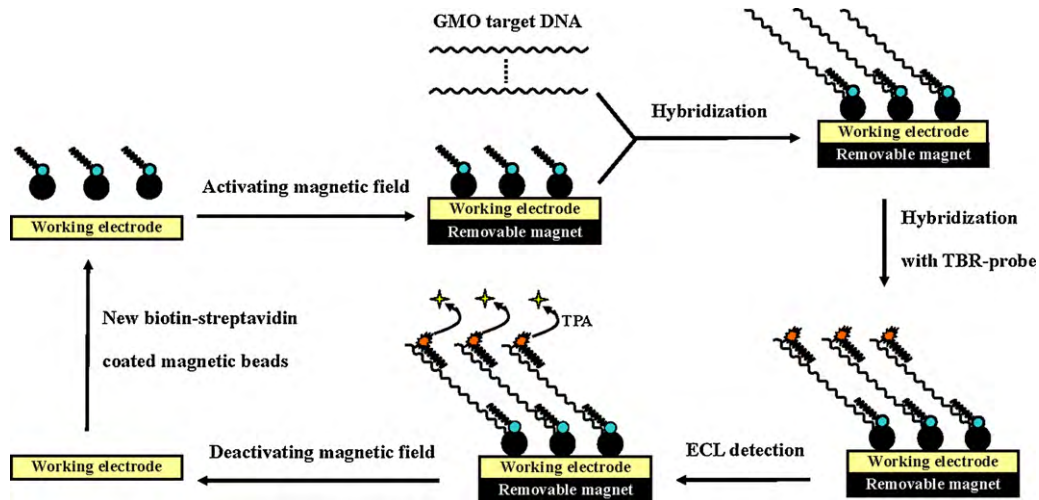 GMO target DNA
Hybridization
Working electrode
Removable magnet
Activating magnetic field
Working electrode
Working electrode
Removable magnet
Hybridization
with TBR-probe
TPA
New biotin-streptavidin
coated magnetic beads
Deactivating magnetic field
ECL detection
Working electrode
Working electrode
Removable magnet
Working electrode
Removable magnet